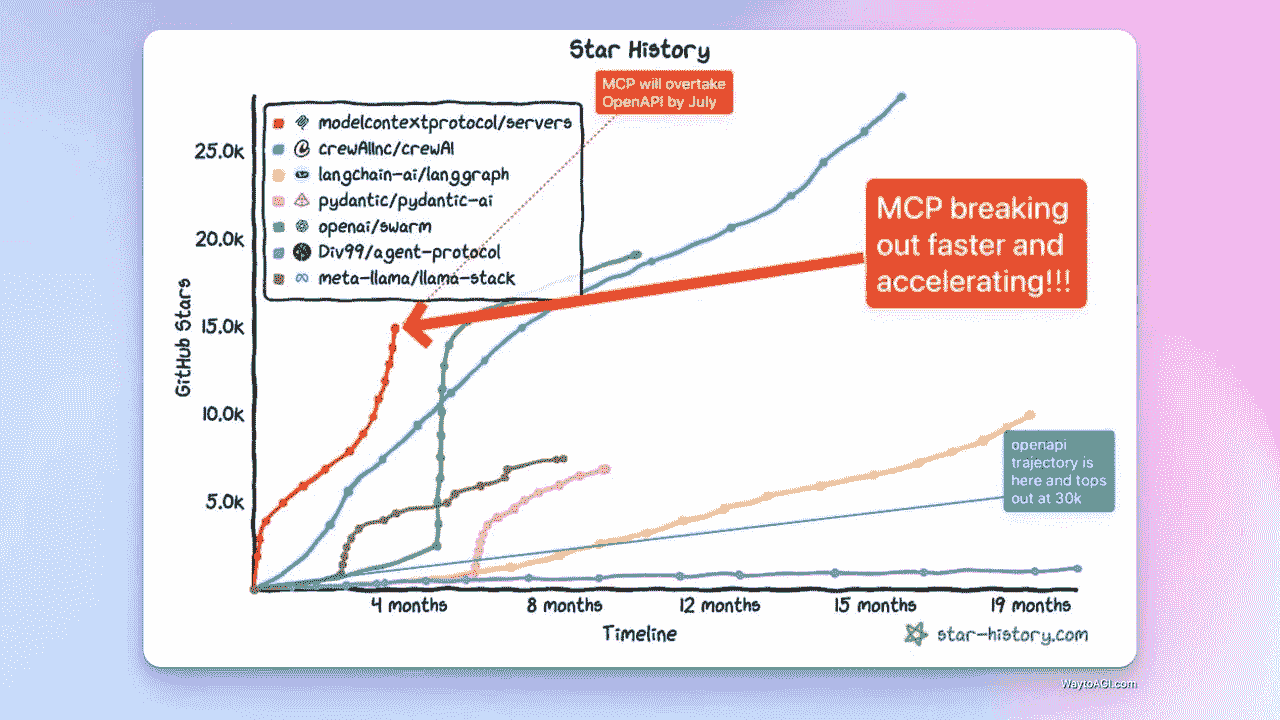 Star History
MCP will overtake
OpenAPI by July
modelcontextprotocol/servers
crewAIInc/crewAI
langchain-ai/langgraph
pydantic/pydantic-ai
openai/swarm
Div99/agent-protocol
meta-llama/llama-stack
25.0k
20.0k
15.0k
10.0k
5.0k
GitHub Stars
MCP breaking
out faster and
accelerating!!!
openapi
trajectory is
here and tops
out at 30k
4 months
8 months
12 months
15 months
19 months
Timeline
star-history.com
WaytoAGI.com